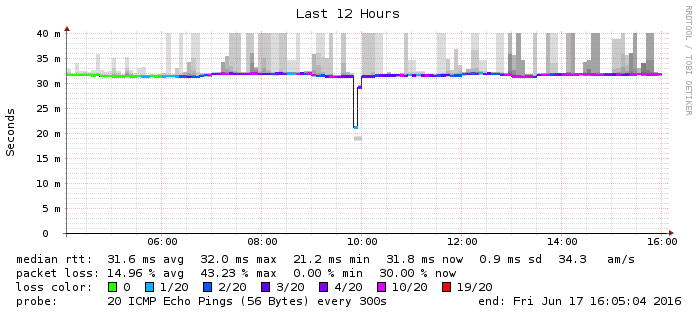 Last 12 Hours
RRDTOOL / TOBI OETIKER
Seconds
40 m
35 m
30 m
25 m
20 m
15 m
10 m
5 m
0
06:00 08:00 10:00 12:00 14:00 16:00
median rtt: 31.6 ms avg 32.0 ms max 21.2 ms min 31.8 ms now 0.9 ms sd 34.3 am/s
packet loss: 14.96 % avg 43.23 % max 0.00 % min 30.00 % now
loss color: 0 1/20 2/20 3/20 4/20 10/20 19/20
probe: 20 ICMP Echo Pings (56 Bytes) every 300s end: Fri Jun 17 16:05:04 2016